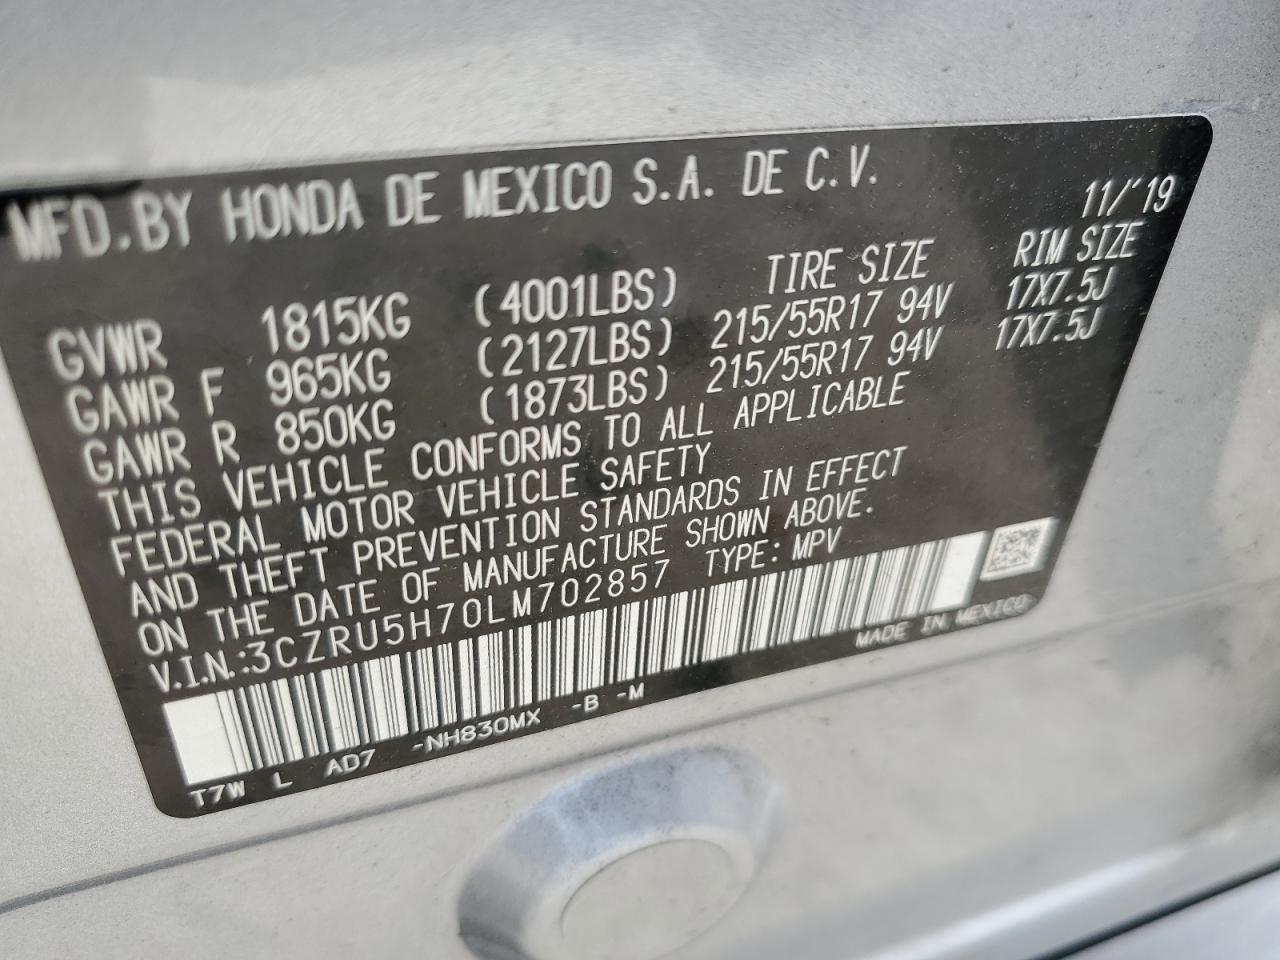 MFD.BY HONDA DE MEXICO S.A. DE C.V.
11/'19
TIRE SIZE RIM SIZE
GVWR 1815KG (4001LBS)
GAWR F 965KG (2127LBS) 215/55R17 94V 17X7.5J
GAWR R 850KG (1873LBS) 215/55R17 94V 17X7.5J
THIS VEHICLE CONFORMS TO ALL APPLICABLE
FEDERAL MOTOR VEHICLE SAFETY
AND THEFT PREVENTION STANDARDS IN EFFECT
ON THE DATE OF MANUFACTURE SHOWN ABOVE.
V.I.N.:3CZRU5H70LM702857 TYPE: MPV
MADE IN MEXICO
T7W L AD7 -NH830MX -B -M